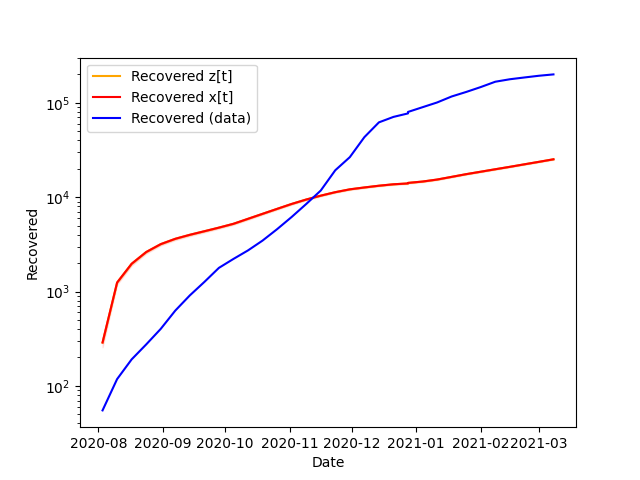 Recovered z[t]
Recovered x[t]
Recovered (data)
Recovered
10^5
10^4
10^3
10^2
2020-08 2020-09 2020-10 2020-11 2020-12 2021-01 2021-02 2021-03
Date